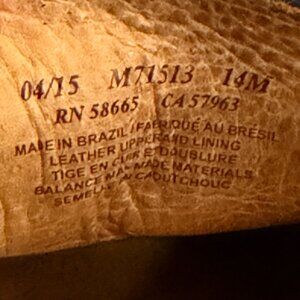 04/15 M71513 14M
RN 58665 CA 57963
MADE IN BRAZIL / FABRIQUÉ AU BRÉSIL
LEATHER UPPER AND LINING
TIGE EN CUIR ET DOUBLURE
BALANCE MAN MADE MATERIALS
SEMELLE EN CAOUTCHOUC